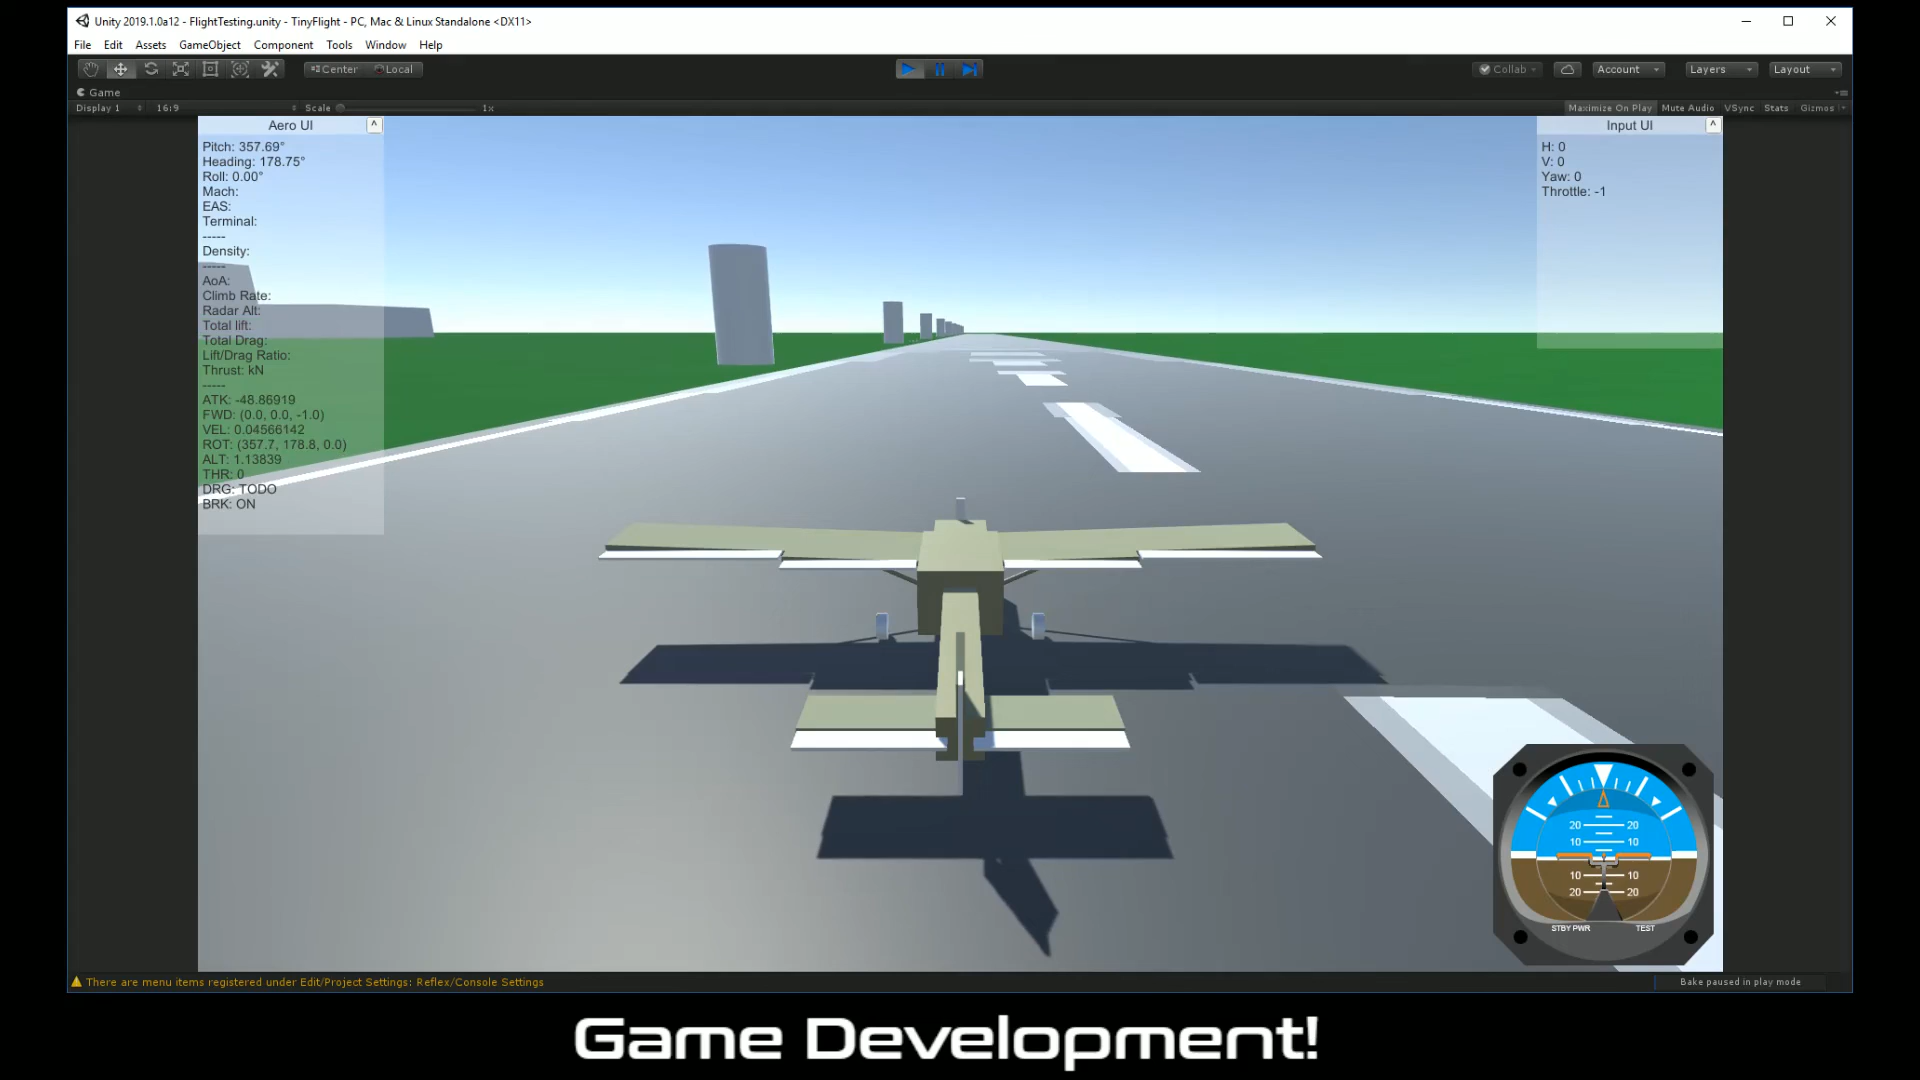 Unity 2019.1.0a12 - FlightTesting.unity - TinyFlight - PC, Mac & Linux Standalone <DX11>
File Edit Assets GameObject Component Tools Window Help
Center Local Collab Account Layers Layout
Game
Display 1 16:9 Scale 1x Maximize On Play Mute Audio VSync Stats Gizmos
Aero UI ^
Pitch: 357.69°
Heading: 178.75°
Roll: 0.00°
Mach:
EAS:
Terminal:
-----
Density:
-----
AoA:
Climb Rate:
Radar Alt:
Total lift:
Total Drag:
Lift/Drag Ratio:
Thrust: kN
-----
ATK: -48.86919
FWD: (0.0, 0.0, -1.0)
VEL: 0.04566142
ROT: (357.7, 178.8, 0.0)
ALT: 1.13839
THR: 0
DRG: TODO
BRK: ON
Input UI ^
H: 0
V: 0
Yaw: 0
Throttle: -1
20 20
10 10
10 10
20 20
STBY PWR TEST
There are menu items registered under Edit/Project Settings: Reflex/Console Settings
Bake paused in play mode
Game Development!